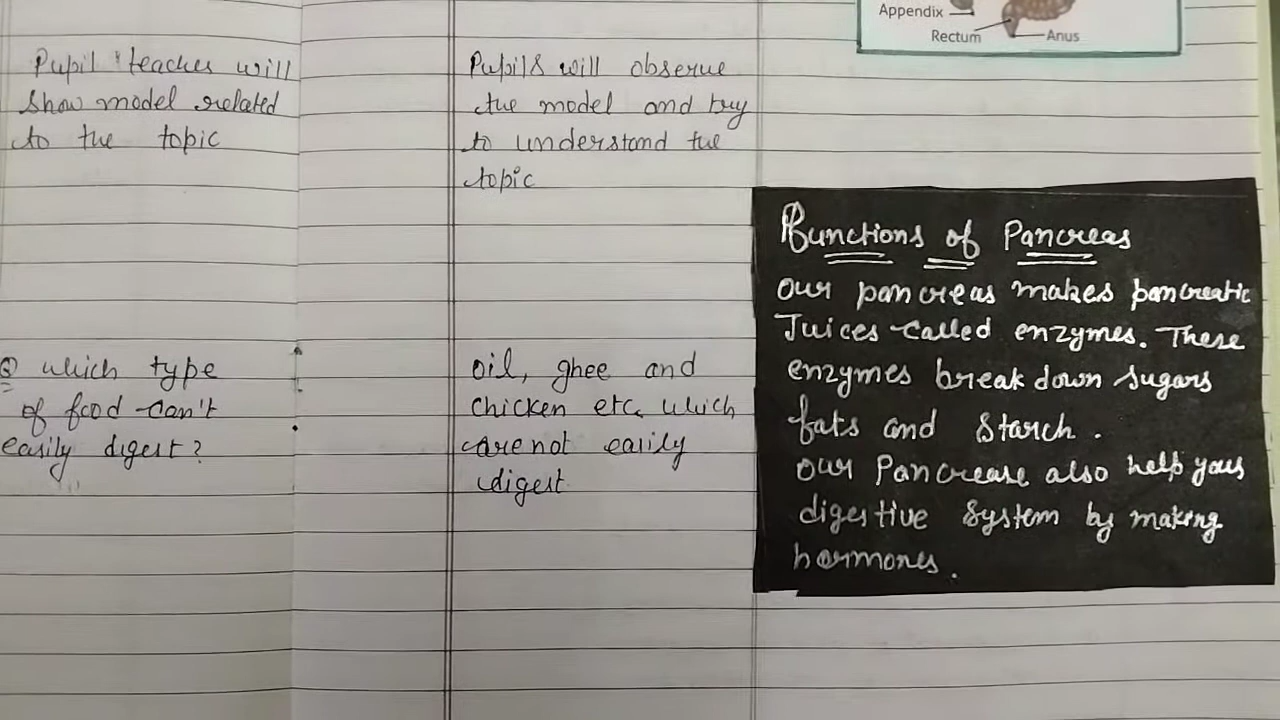 Appendix
Rectum
Anus
Pupil teacher will
show model related
to the topic
Pupils will observe
the model and try
to understand the
topic
Q which type
of food can't
easily digest?
oil, ghee and
chicken etc. which
are not easily
digest
Functions of Pancreas
Our pancreas makes pancreatic
Juices called enzymes. These
enzymes break down sugars
fats and starch.
Our Pancrease also help your
digestive system by making
hormones.